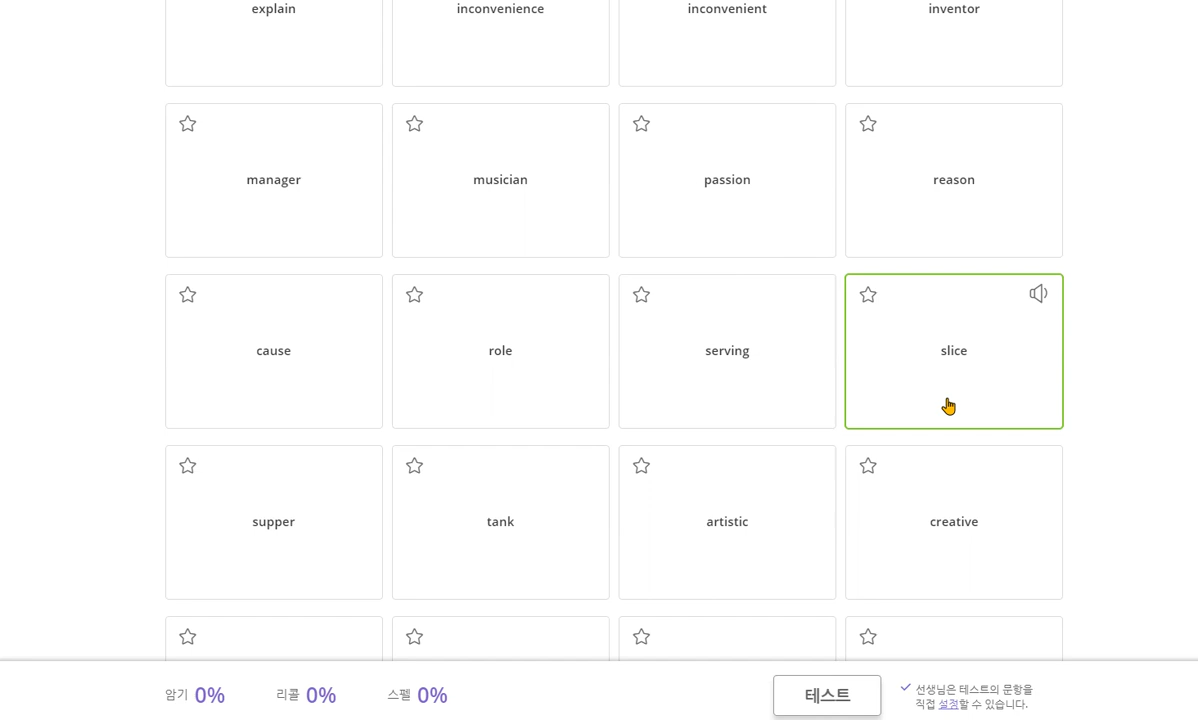 explain
inconvenience
inconvenient
inventor
manager
musician
passion
reason
cause
role
serving
slice
supper
tank
artistic
creative
암기 0%
리콜 0%
스펠 0%
테스트
선생님은 테스트의 문항을
직접 설정할 수 있습니다.